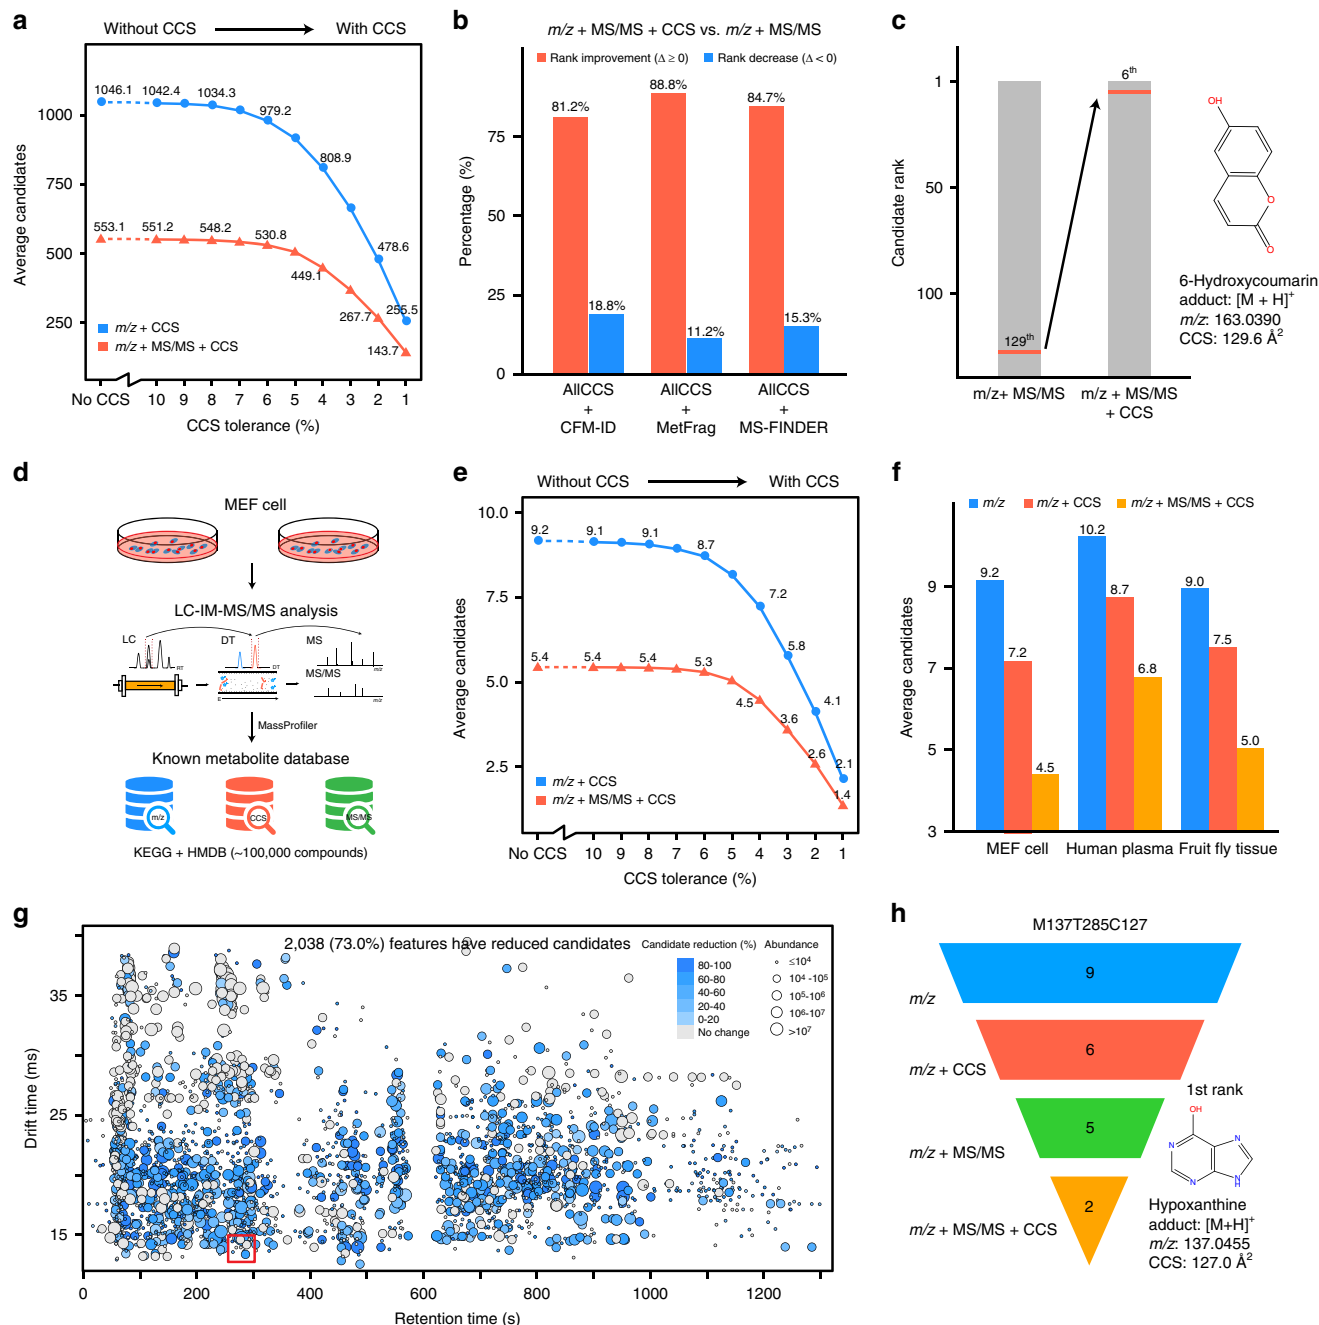 a
Without CCS
With CCS
Average candidates
1000
750
500
250
1046.1
1042.4
1034.3
979.2
808.9
478.6
255.5
553.1
551.2
548.2
530.8
449.1
267.7
143.7
m/z + CCS
m/z + MS/MS + CCS
No CCS 10 9 8 7 6 5 4 3 2 1
CCS tolerance (%)
b
m/z + MS/MS + CCS vs. m/z + MS/MS
Rank improvement (Δ ≥ 0)
Rank decrease (Δ < 0)
Percentage (%)
75
50
25
0
81.2%
18.8%
88.8%
11.2%
84.7%
15.3%
AllCCS
+
CFM-ID
AllCCS
+
MetFrag
AllCCS
+
MS-FINDER
c
Candidate rank
1
50
100
129th
6th
m/z+ MS/MS
m/z + MS/MS
+ CCS
OH
O
O
6-Hydroxycoumarin
adduct: [M + H]+
m/z: 163.0390
CCS: 129.6 Å2
d
MEF cell
LC-IM-MS/MS analysis
LC
RT
DT
DT
MS
m/z
MS/MS
m/z
E
MassProfiler
Known metabolite database
m/z
CCS
MS/MS
KEGG + HMDB (~100,000 compounds)
e
Without CCS
With CCS
Average candidates
10.0
7.5
5.0
2.5
9.2
9.1
9.1
8.7
7.2
5.8
4.1
2.1
5.4
5.4
5.4
5.3
4.5
3.6
2.6
1.4
m/z + CCS
m/z + MS/MS + CCS
No CCS 10 9 8 7 6 5 4 3 2 1
CCS tolerance (%)
f
m/z
m/z + CCS
m/z + MS/MS + CCS
Average candidates
9
7
5
3
9.2
7.2
4.5
10.2
8.7
6.8
9.0
7.5
5.0
MEF cell
Human plasma
Fruit fly tissue
g
2,038 (73.0%) features have reduced candidates
Candidate reduction (%)
80-100
60-80
40-60
20-40
0-20
No change
Abundance
≤10⁴
10⁴-10⁵
10⁵-10⁶
10⁶-10⁷
>10⁷
Drift time (ms)
35
25
15
0 200 400 600 800 1000 1200
Retention time (s)
h
M137T285C127
9
m/z
6
m/z + CCS
5
m/z + MS/MS
2
m/z + MS/MS + CCS
1st rank
OH
N
N
N
NH
Hypoxanthine
adduct: [M+H]+
m/z: 137.0455
CCS: 127.0 Å2